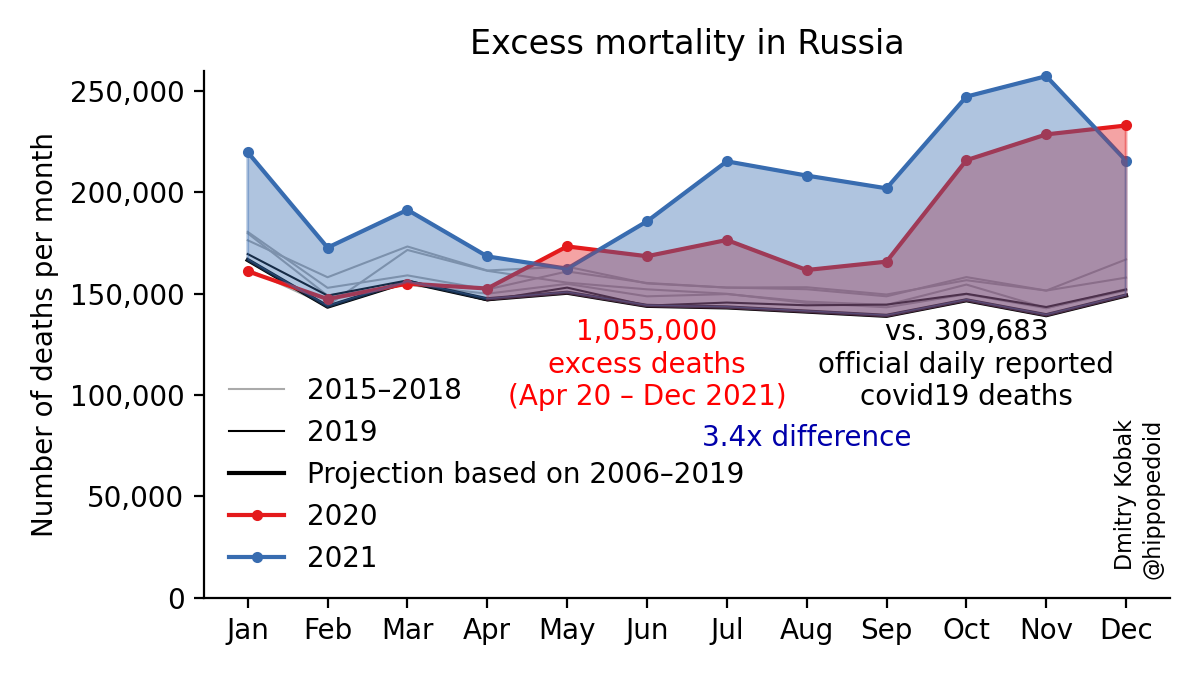 Excess mortality in Russia
Number of deaths per month
250,000
200,000
150,000
100,000
50,000
0
1,055,000
excess deaths
(Apr 20 – Dec 2021)
vs. 309,683
official daily reported
covid19 deaths
3.4x difference
2015–2018
2019
Projection based on 2006–2019
2020
2021
Dmitry Kobak
@hippopedoid
Jan Feb Mar Apr May Jun Jul Aug Sep Oct Nov Dec